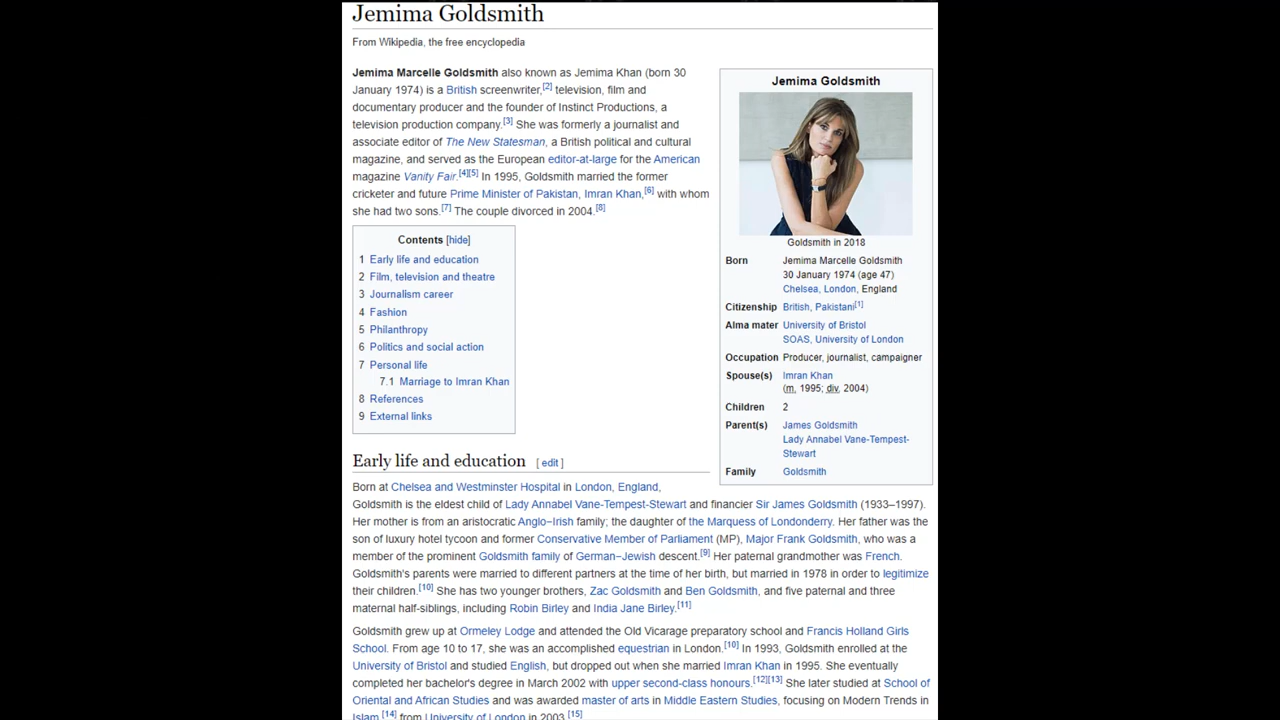 Jemima Goldsmith
From Wikipedia, the free encyclopedia
Jemima Marcelle Goldsmith also known as Jemima Khan (born 30
January 1974) is a British screenwriter,[2] television, film and
documentary producer and the founder of Instinct Productions, a
television production company.[3] She was formerly a journalist and
associate editor of The New Statesman, a British political and cultural
magazine, and served as the European editor-at-large for the American
magazine Vanity Fair.[4][5] In 1995, Goldsmith married the former
cricketer and future Prime Minister of Pakistan, Imran Khan,[6] with whom
she had two sons.[7] The couple divorced in 2004.[8]
Contents [hide]
1 Early life and education
2 Film, television and theatre
3 Journalism career
4 Fashion
5 Philanthropy
6 Politics and social action
7 Personal life
7.1 Marriage to Imran Khan
8 References
9 External links
Jemima Goldsmith
Goldsmith in 2018
Born Jemima Marcelle Goldsmith
30 January 1974 (age 47)
Chelsea, London, England
Citizenship British, Pakistani[1]
Alma mater University of Bristol
SOAS, University of London
Occupation Producer, journalist, campaigner
Spouse(s) Imran Khan
(m. 1995; div. 2004)
Children 2
Parent(s) James Goldsmith
Lady Annabel Vane-Tempest-
Stewart
Family Goldsmith
Early life and education [ edit ]
Born at Chelsea and Westminster Hospital in London, England,
Goldsmith is the eldest child of Lady Annabel Vane-Tempest-Stewart and financier Sir James Goldsmith (1933–1997).
Her mother is from an aristocratic Anglo–Irish family; the daughter of the Marquess of Londonderry. Her father was the
son of luxury hotel tycoon and former Conservative Member of Parliament (MP), Major Frank Goldsmith, who was a
member of the prominent Goldsmith family of German–Jewish descent.[9] Her paternal grandmother was French.
Goldsmith's parents were married to different partners at the time of her birth, but married in 1978 in order to legitimize
their children.[10] She has two younger brothers, Zac Goldsmith and Ben Goldsmith, and five paternal and three
maternal half-siblings, including Robin Birley and India Jane Birley.[11]
Goldsmith grew up at Ormeley Lodge and attended the Old Vicarage preparatory school and Francis Holland Girls
School. From age 10 to 17, she was an accomplished equestrian in London.[10] In 1993, Goldsmith enrolled at the
University of Bristol and studied English, but dropped out when she married Imran Khan in 1995. She eventually
completed her bachelor's degree in March 2002 with upper second-class honours.[12][13] She later studied at School of
Oriental and African Studies and was awarded master of arts in Middle Eastern Studies, focusing on Modern Trends in
Islam,[14] from University of London in 2003.[15]